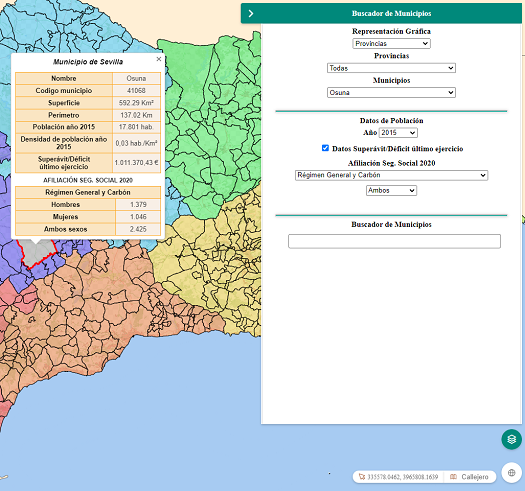 Buscador de Municipios
Representación Gráfica
Provincias
Provincias
Todas
Municipios
Osuna
Datos de Población
Año 2015
Datos Superávit/Déficit último ejercicio
Afiliación Seg. Social 2020
Régimen General y Carbón
Ambos
Buscador de Municipios
Municipio de Sevilla
Nombre Osuna
Codigo municipio 41068
Superficie 592.29 Km²
Perimetro 137.02 Km
Población año 2015 17.801 hab.
Densidad de población año
2015 0,03 hab./Km²
Superávit/Déficit
último ejercicio 1.011.370,43 €
AFILIACIÓN SEG. SOCIAL 2020
Régimen General y Carbón
Hombres 1.379
Mujeres 1.046
Ambos sexos 2.425
335578.0462, 3965808.1639 Callejero